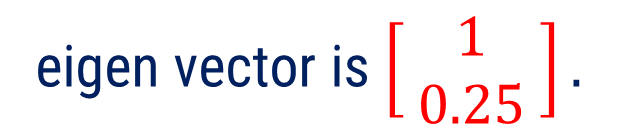 eigen vector is [1 0.25].